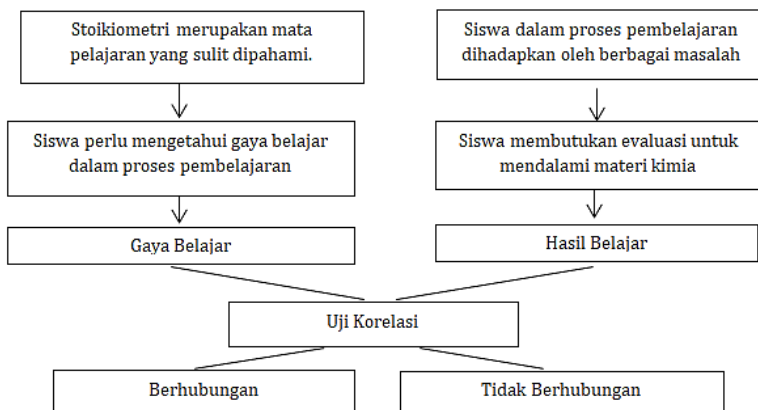 Stoikiometri merupakan mata
pelajaran yang sulit dipahami.
Siswa dalam proses pembelajaran
dihadapkan oleh berbagai masalah
Siswa perlu mengetahui gaya belajar
dalam proses pembelajaran
Siswa membutukan evaluasi untuk
mendalami materi kimia
Gaya Belajar
Hasil Belajar
Uji Korelasi
Berhubungan
Tidak Berhubungan